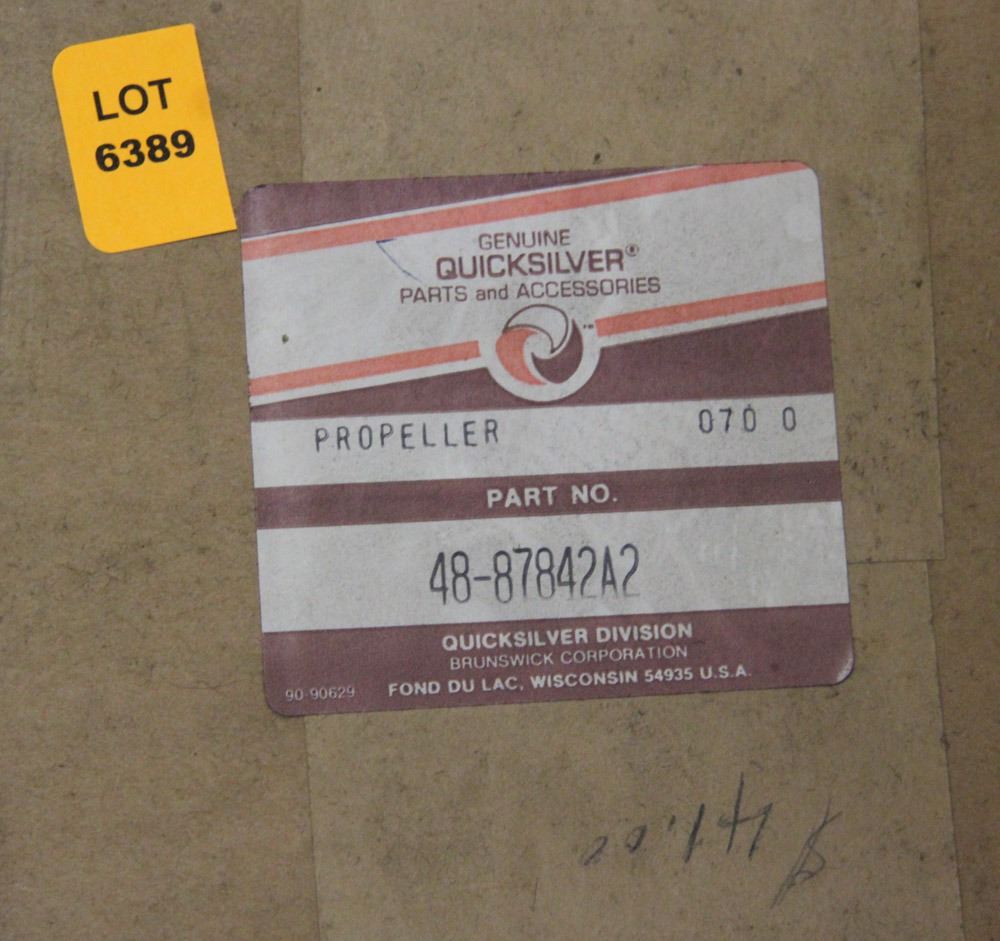 LOT
6389
GENUINE
QUICKSILVER®
PARTS and ACCESSORIES
™
PROPELLER 070 0
PART NO.
48-87842A2
QUICKSILVER DIVISION
BRUNSWICK CORPORATION
90-90629 FOND DU LAC, WISCONSIN 54935 U.S.A.